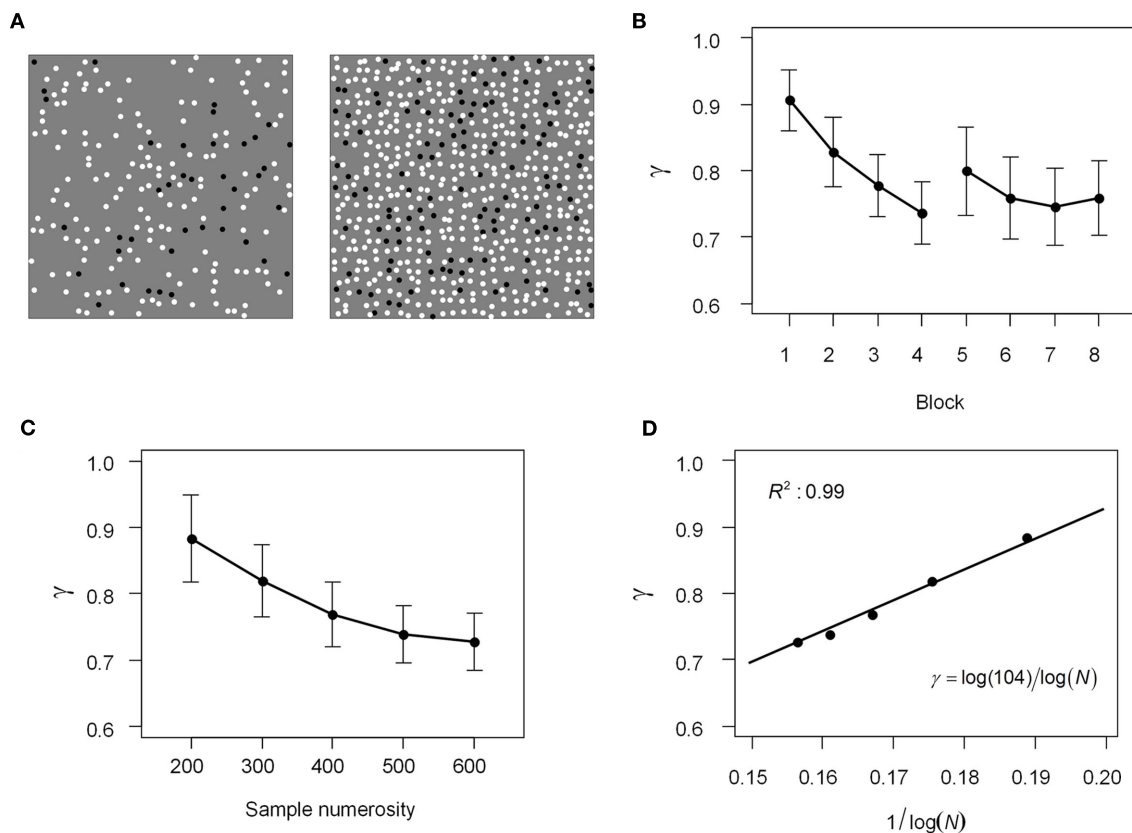 A
B
1.0
0.9
0.8
0.7
0.6
γ
1 2 3 4 5 6 7 8
Block
C
1.0
0.9
0.8
0.7
0.6
γ
200 300 400 500 600
Sample numerosity
D
1.0
0.9
0.8
0.7
0.6
γ
R² : 0.99
γ = log(104)/log(N)
0.15 0.16 0.17 0.18 0.19 0.20
1/log(N)